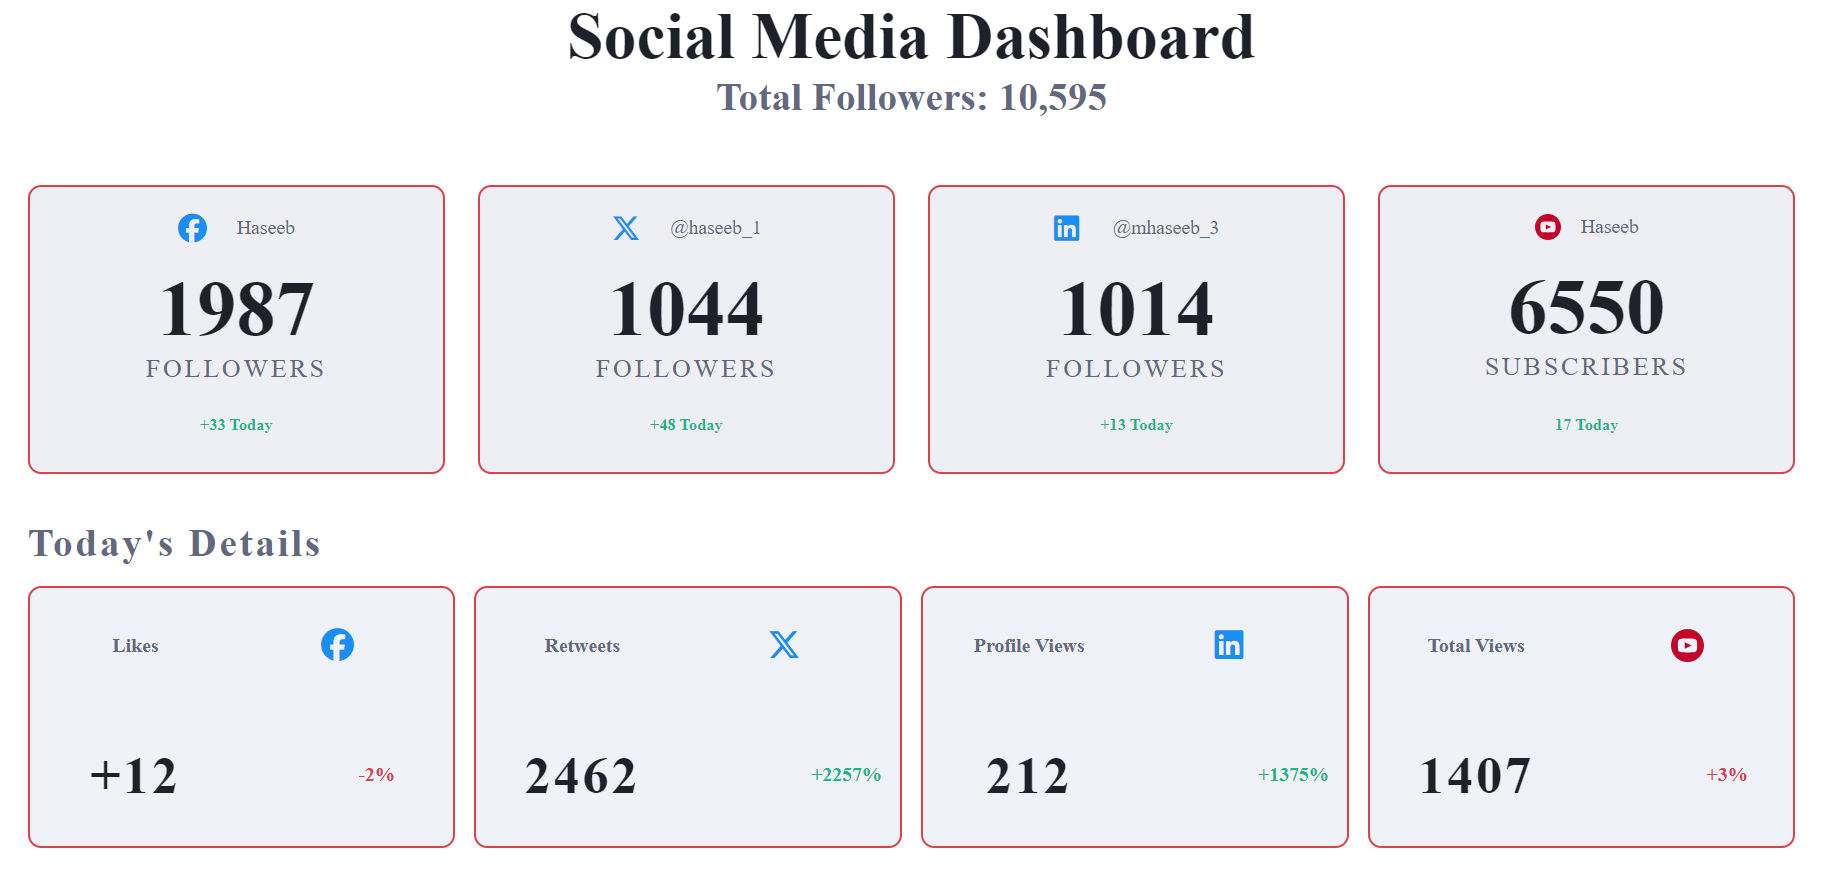 Social Media Dashboard
Total Followers: 10,595
Haseeb
1987
FOLLOWERS
+33 Today
@haseeb_1
1044
FOLLOWERS
+48 Today
@mhaseeb_3
1014
FOLLOWERS
+13 Today
Haseeb
6550
SUBSCRIBERS
17 Today
Today's Details
Likes
+12
-2%
Retweets
2462
+2257%
Profile Views
212
+1375%
Total Views
1407
+3%